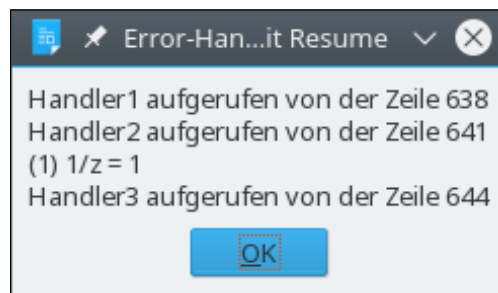 Error-Han...it Resume
Handler1 aufgerufen von der Zeile 638
Handler2 aufgerufen von der Zeile 641
(1) 1/z = 1
Handler3 aufgerufen von der Zeile 644
OK